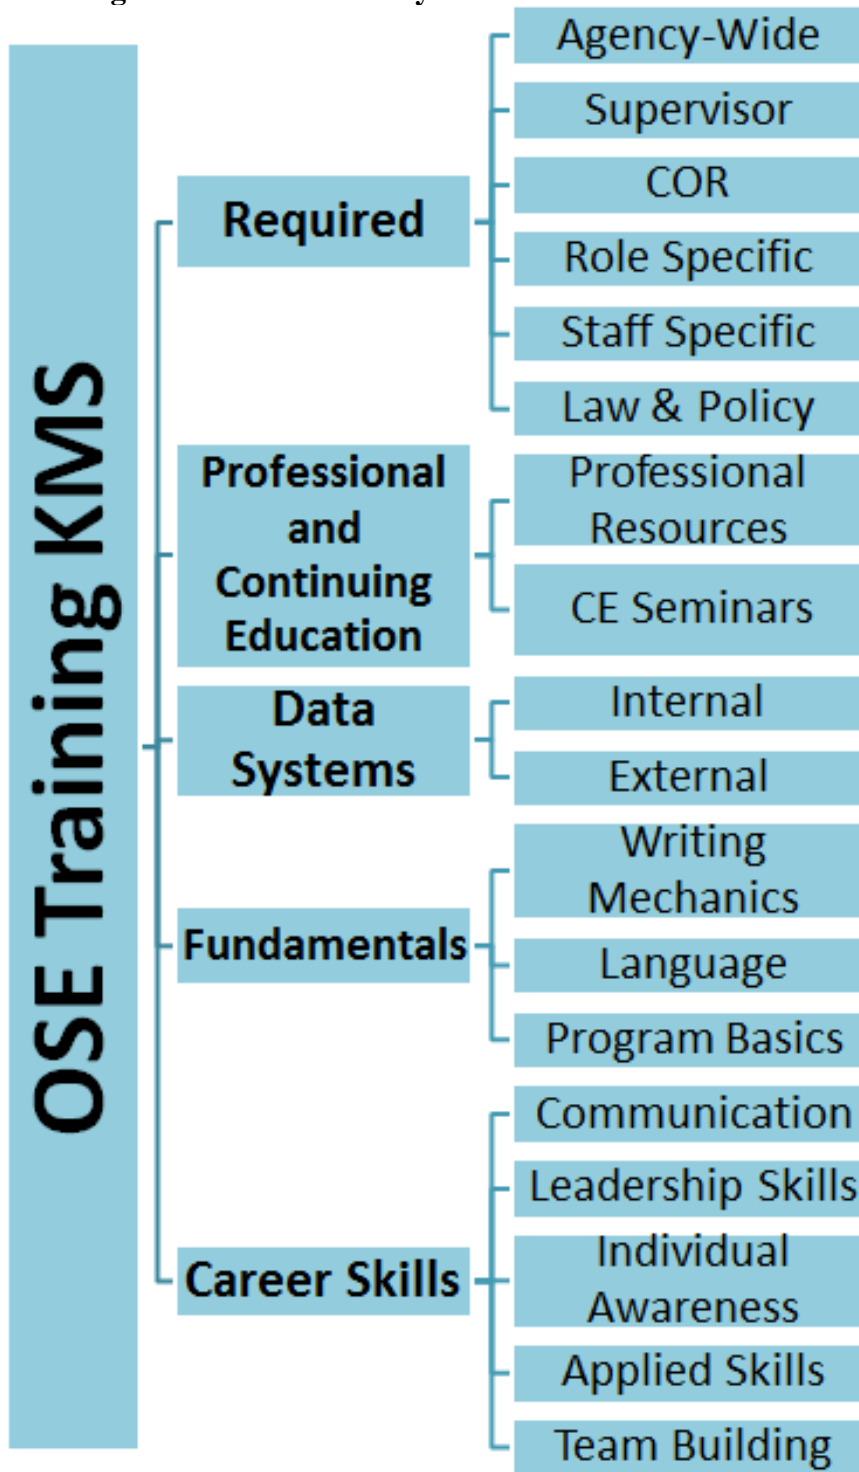 OSE Training KMS
Required
Agency-Wide
Supervisor
COR
Role Specific
Staff Specific
Law & Policy
Professional
and
Continuing
Education
Professional
Resources
CE Seminars
Data
Systems
Internal
External
Fundamentals
Writing
Mechanics
Language
Program Basics
Career Skills
Communication
Leadership Skills
Individual
Awareness
Applied Skills
Team Building